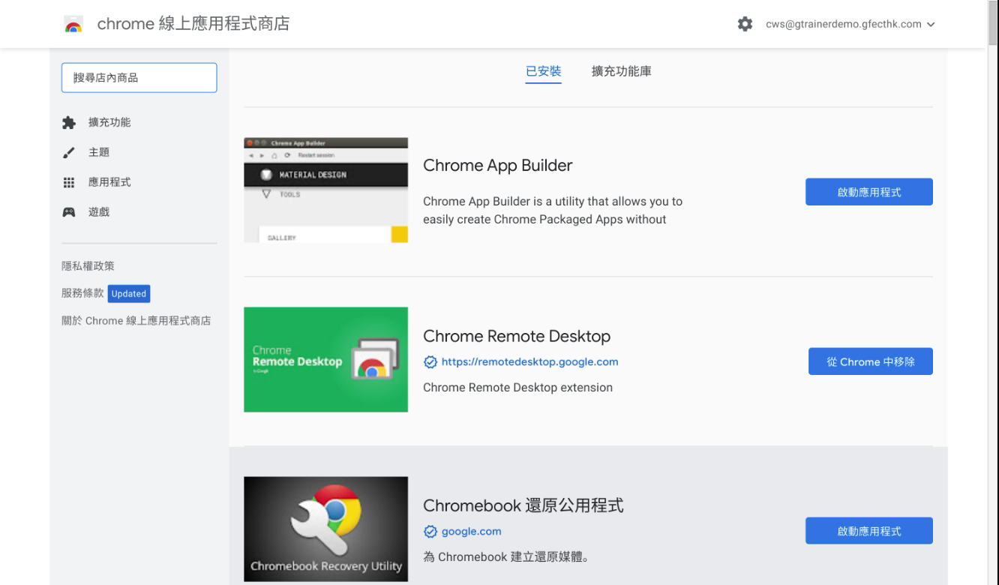 chrome 線上應用程式商店
cws@gtrainerdemo.gfecthk.com
搜尋店內商品
擴充功能
主題
應用程式
遊戲
隱私權政策
服務條款 Updated
關於 Chrome 線上應用程式商店
已安裝 擴充功能庫
Chrome App Builder
Restart session
MATERIAL DESIGN
TOOLS
GALLERY
Chrome App Builder
Chrome App Builder is a utility that allows you to
easily create Chrome Packaged Apps without
啟動應用程式
Chrome
Remote Desktop
by Google
Chrome Remote Desktop
https://remotedesktop.google.com
Chrome Remote Desktop extension
從 Chrome 中移除
Chromebook Recovery Utility
Chromebook 還原公用程式
google.com
為 Chromebook 建立還原媒體。
啟動應用程式